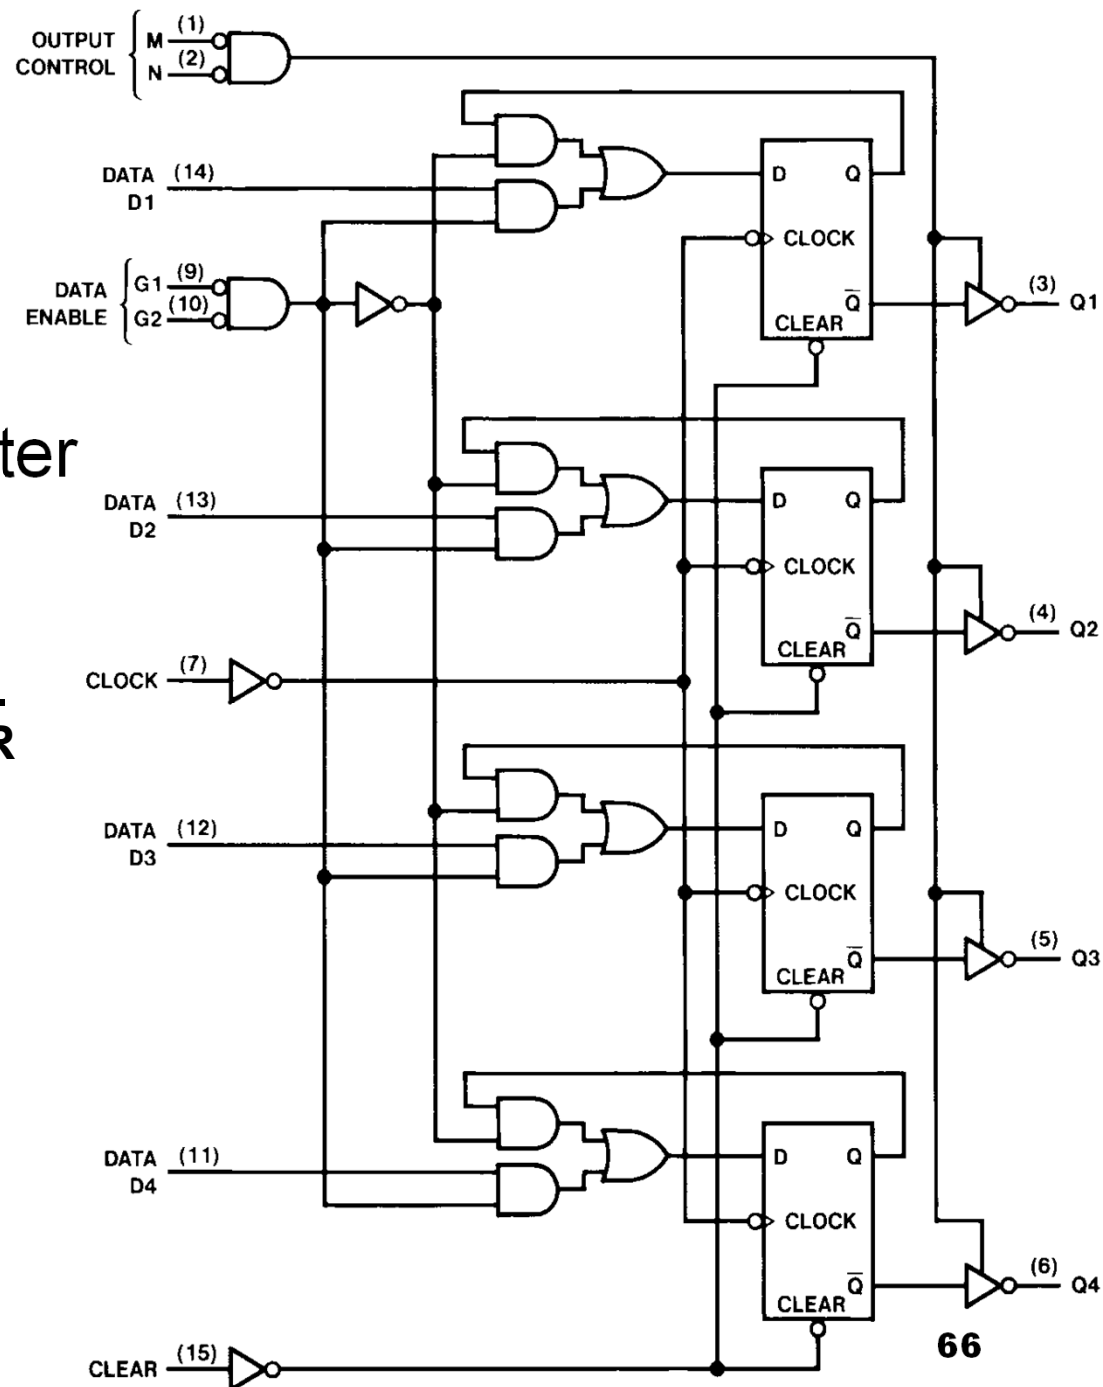 OUTPUT CONTROL
M (1)
N (2)
DATA D1 (14)
D Q
CLOCK
DATA ENABLE
G1 (9)
G2 (10)
Q̅
(3) Q1
CLEAR
ter
D Q
DATA D2 (13)
CLOCK
Q̅
(4) Q2
CLEAR
CLOCK (7)
.
R
DATA D3 (12)
D Q
CLOCK
Q̅
(5) Q3
CLEAR
DATA D4 (11)
D Q
CLOCK
Q̅
(6) Q4
CLEAR
66
CLEAR (15)